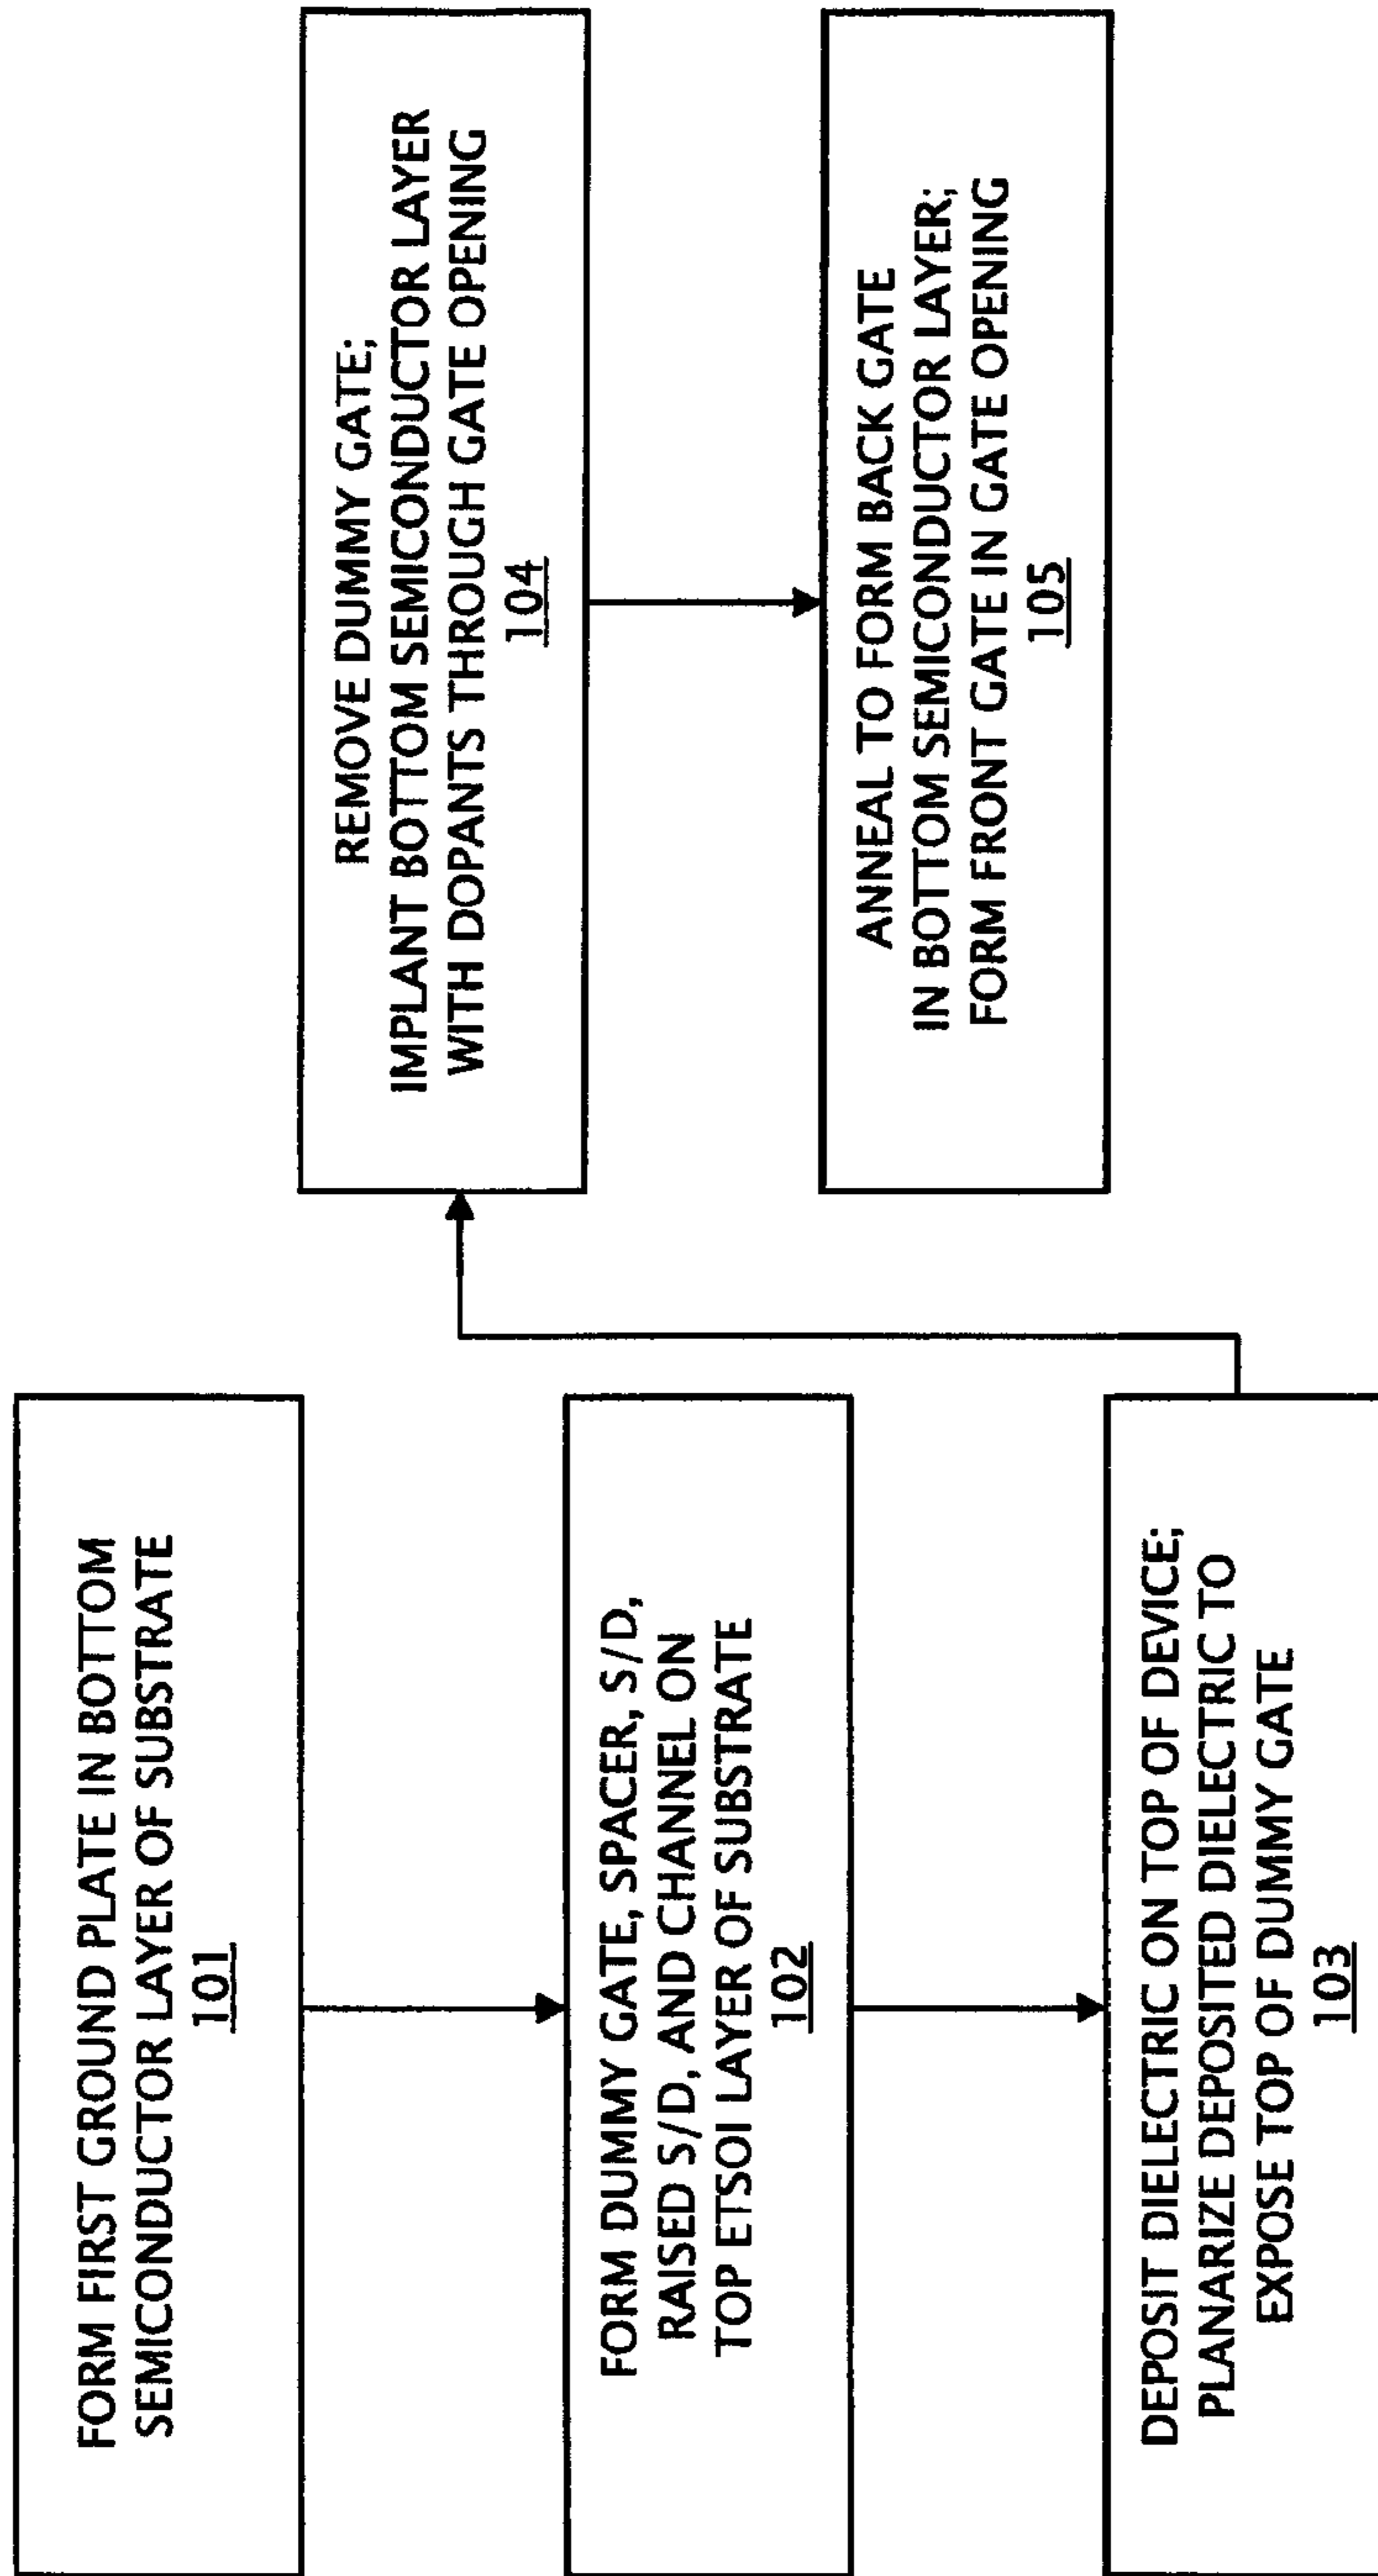 FORM FIRST GROUND PLATE IN BOTTOM
SEMICONDUCTOR LAYER OF SUBSTRATE
101
FORM DUMMY GATE, SPACER, S/D,
RAISED S/D, AND CHANNEL ON
TOP ETSOI LAYER OF SUBSTRATE
102
DEPOSIT DIELECTRIC ON TOP OF DEVICE;
PLANARIZE DEPOSITED DIELECTRIC TO
EXPOSE TOP OF DUMMY GATE
103
REMOVE DUMMY GATE;
IMPLANT BOTTOM SEMICONDUCTOR LAYER
WITH DOPANTS THROUGH GATE OPENING
104
ANNEAL TO FORM BACK GATE
IN BOTTOM SEMICONDUCTOR LAYER;
FORM FRONT GATE IN GATE OPENING
105